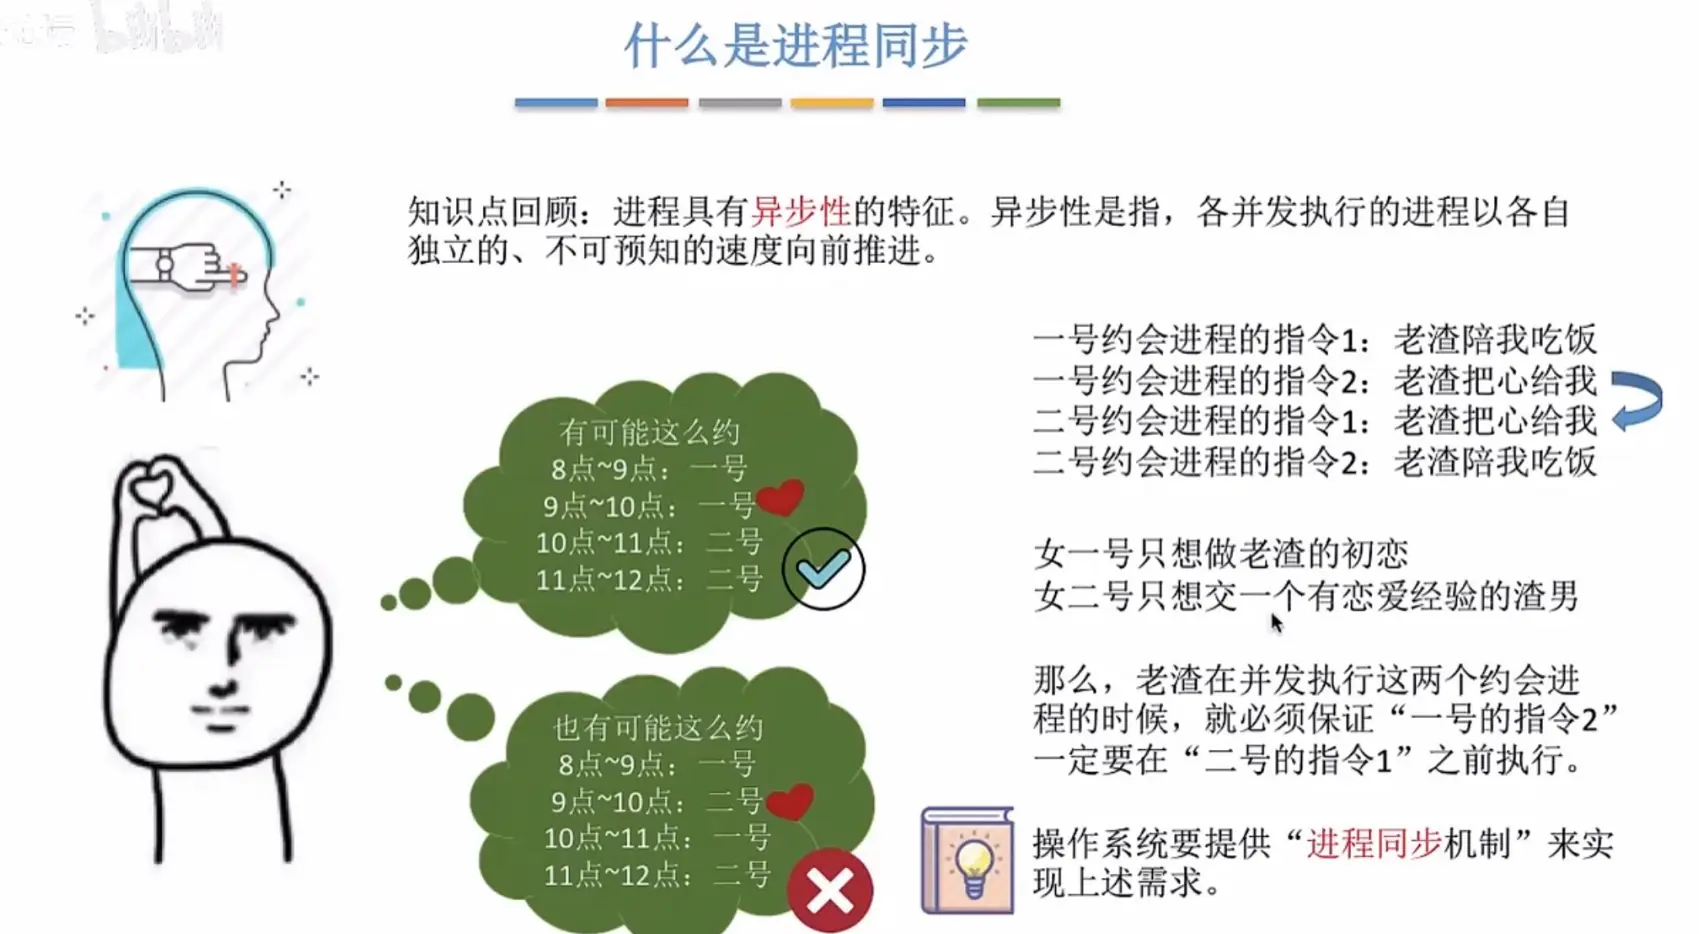 什么是进程同步
知识点回顾：进程具有异步性的特征。异步性是指，各并发执行的进程以各自
独立的、不可预知的速度向前推进。
一号约会进程的指令1：老渣陪我吃饭
一号约会进程的指令2：老渣把心给我
二号约会进程的指令1：老渣把心给我
二号约会进程的指令2：老渣陪我吃饭
有可能这么约
8点~9点：一号
9点~10点：一号
10点~11点：二号
11点~12点：二号
女一号只想做老渣的初恋
女二号只想交一个有恋爱经验的渣男
那么，老渣在并发执行这两个约会进
程的时候，就必须保证“一号的指令2”
一定要在“二号的指令1”之前执行。
也有可能这么约
8点~9点：一号
9点~10点：二号
10点~11点：一号
11点~12点：二号
操作系统要提供“进程同步机制”来实
现上述需求。